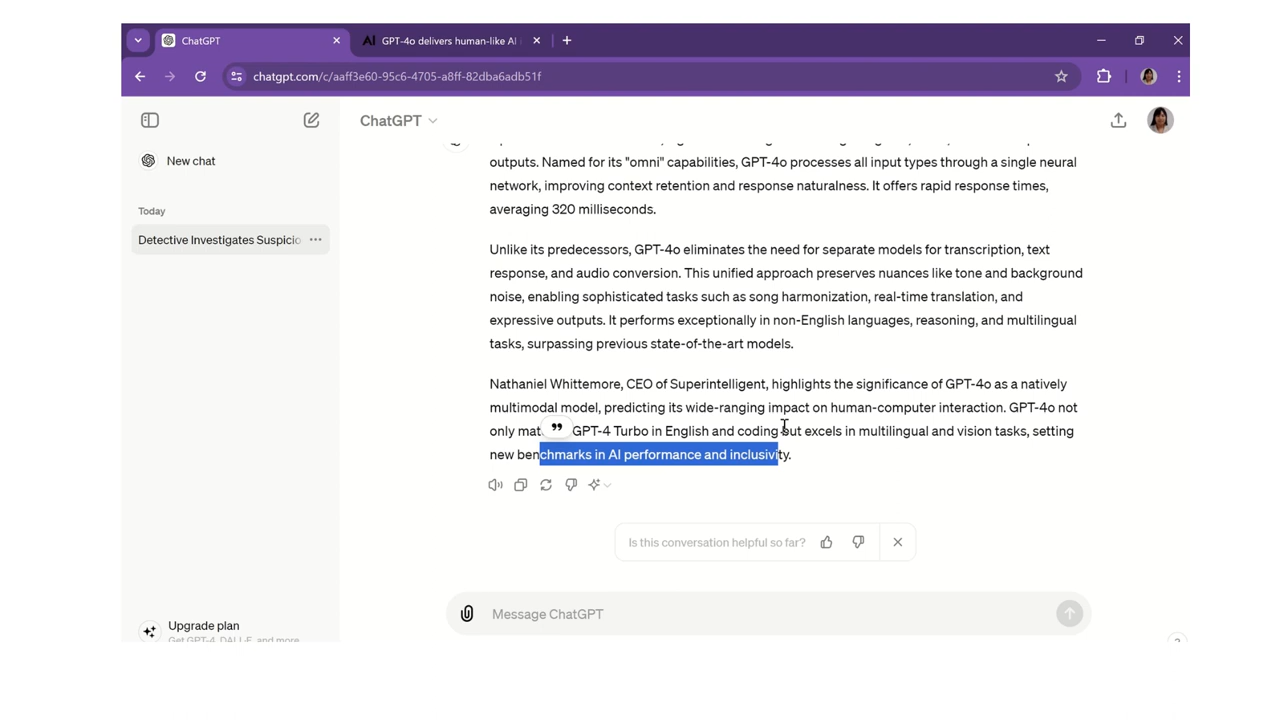 ChatGPT
GPT-4o delivers human-like AI
chatgpt.com/c/aaff3e60-95c6-4705-a8ff-82dba6adb51f
ChatGPT
New chat
Today
Detective Investigates Suspicio
outputs. Named for its "omni" capabilities, GPT-4o processes all input types through a single neural
network, improving context retention and response naturalness. It offers rapid response times,
averaging 320 milliseconds.
Unlike its predecessors, GPT-4o eliminates the need for separate models for transcription, text
response, and audio conversion. This unified approach preserves nuances like tone and background
noise, enabling sophisticated tasks such as song harmonization, real-time translation, and
expressive outputs. It performs exceptionally in non-English languages, reasoning, and multilingual
tasks, surpassing previous state-of-the-art models.
Nathaniel Whittemore, CEO of Superintelligent, highlights the significance of GPT-4o as a natively
multimodal model, predicting its wide-ranging impact on human-computer interaction. GPT-4o not
only mat GPT-4 Turbo in English and coding but excels in multilingual and vision tasks, setting
new benchmarks in AI performance and inclusivity.
Is this conversation helpful so far?
Message ChatGPT
Upgrade plan
Get GPT-4, DALL·E, and more